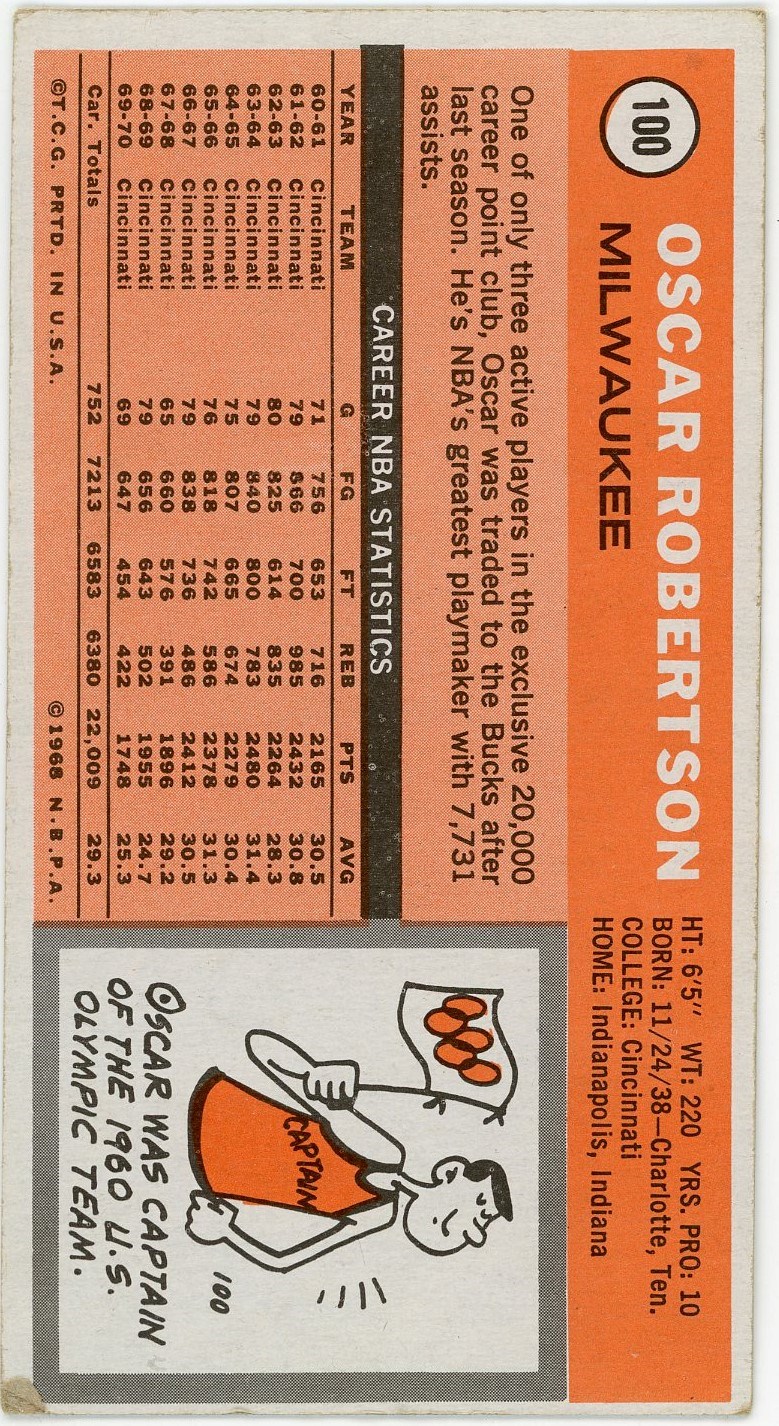 100
OSCAR ROBERTSON
MILWAUKEE
HT: 6'5" WT: 220 YRS. PRO: 10
BORN: 11/24/38—Charlotte, Ten.
COLLEGE: Cincinnati
HOME: Indianapolis, Indiana
One of only three active players in the exclusive 20,000
career point club, Oscar was traded to the Bucks after
last season. He's NBA's greatest playmaker with 7,731
assists.
CAREER NBA STATISTICS
YEAR TEAM G FG FT REB PTS AVG
60-61 Cincinnati 71 756 653 716 2165 30.5
61-62 Cincinnati 79 866 700 985 2432 30.8
62-63 Cincinnati 80 825 614 835 2264 28.3
63-64 Cincinnati 79 840 800 783 2480 31.4
64-65 Cincinnati 75 807 665 674 2279 30.4
65-66 Cincinnati 76 818 742 586 2378 31.3
66-67 Cincinnati 79 838 736 486 2412 30.5
67-68 Cincinnati 65 660 576 391 1896 29.2
68-69 Cincinnati 79 656 643 502 1955 24.7
69-70 Cincinnati 69 647 454 422 1748 25.3
Car. Totals 752 7213 6583 6380 22,009 29.3
©T.C.G. PRTD. IN U.S.A. ©1968 N.B.P.A.
CAPTAIN
100
OSCAR WAS CAPTAIN
OF THE 1960 U.S.
OLYMPIC TEAM.